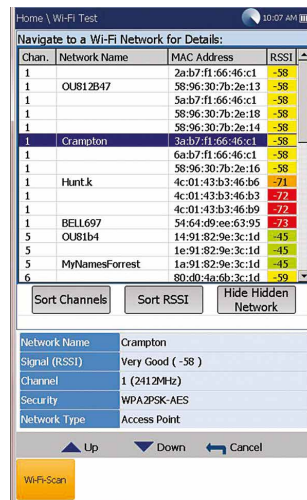 Home \ Wi-Fi Test 10:07 AM
Navigate to a Wi-Fi Network for Details:
Chan. Network Name MAC Address RSSI
1 2a:b7:f1:66:46:c1 -58
1 OU812B47 58:96:30:7b:2e:13 -58
1 5a:b7:f1:66:46:c1 -58
1 58:96:30:7b:2e:18 -58
1 58:96:30:7b:2e:14 -58
1 Crampton 3a:b7:f1:66:46:c1 -58
1 6a:b7:f1:66:46:c1 -58
1 58:96:30:7b:2e:16 -58
1 Hunt.k 4c:01:43:b3:46:b6 -71
1 4c:01:43:b3:46:b3 -72
1 4c:01:43:b3:46:b9 -72
1 BELL697 54:64:d9:ee:63:95 -73
5 OU81b4 14:91:82:9e:3c:1d -45
5 1e:91:82:9e:3c:1d -45
5 MyNamesForrest 1a:91:82:9e:3c:1d -45
6 80:d0:4a:6b:3c:1a -59
Sort Channels Sort RSSI Hide Hidden
Network
Network Name Crampton
Signal (RSSI) Very Good ( -58 )
Channel 1 (2412MHz)
Security WPA2PSK-AES
Network Type Access Point
Up Down Cancel
Wi-Fi-Scan